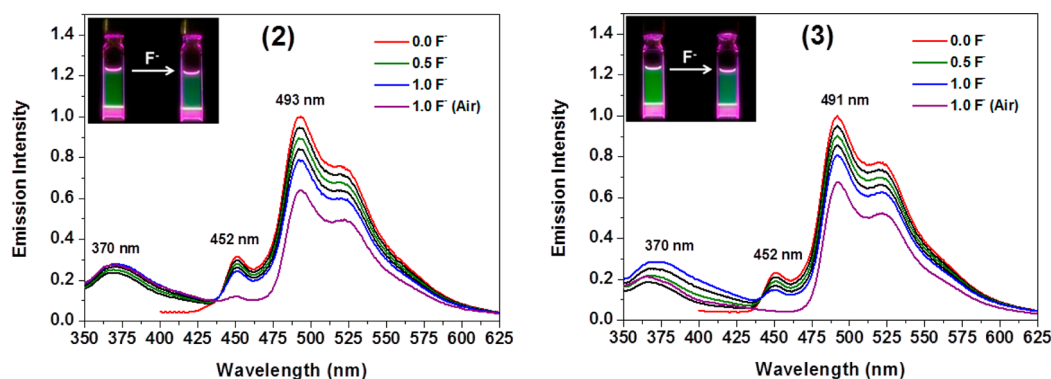 (2)
F-
0.0 F-
0.5 F-
1.0 F-
1.0 F- (Air)
493 nm
452 nm
370 nm
Emission Intensity
1.4
1.2
1.0
0.8
0.6
0.4
0.2
0.0
350 375 400 425 450 475 500 525 550 575 600 625
Wavelength (nm)
(3)
F-
0.0 F-
0.5 F-
1.0 F-
1.0 F- (Air)
491 nm
452 nm
370 nm
Emission Intensity
1.4
1.2
1.0
0.8
0.6
0.4
0.2
0.0
350 375 400 425 450 475 500 525 550 575 600 625
Wavelength (nm)